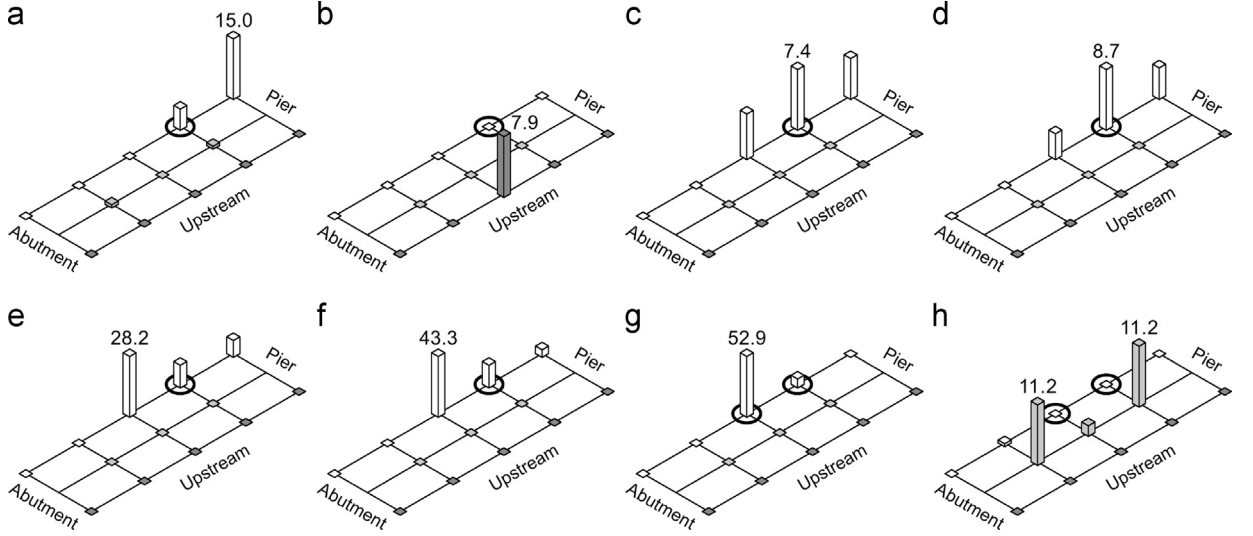 a
15.0
Pier
Upstream
Abutment
b
7.9
Pier
Upstream
Abutment
c
7.4
Pier
Upstream
Abutment
d
8.7
Pier
Upstream
Abutment
e
28.2
Pier
Upstream
Abutment
f
43.3
Pier
Upstream
Abutment
g
52.9
Pier
Upstream
Abutment
h
11.2
11.2
Pier
Upstream
Abutment